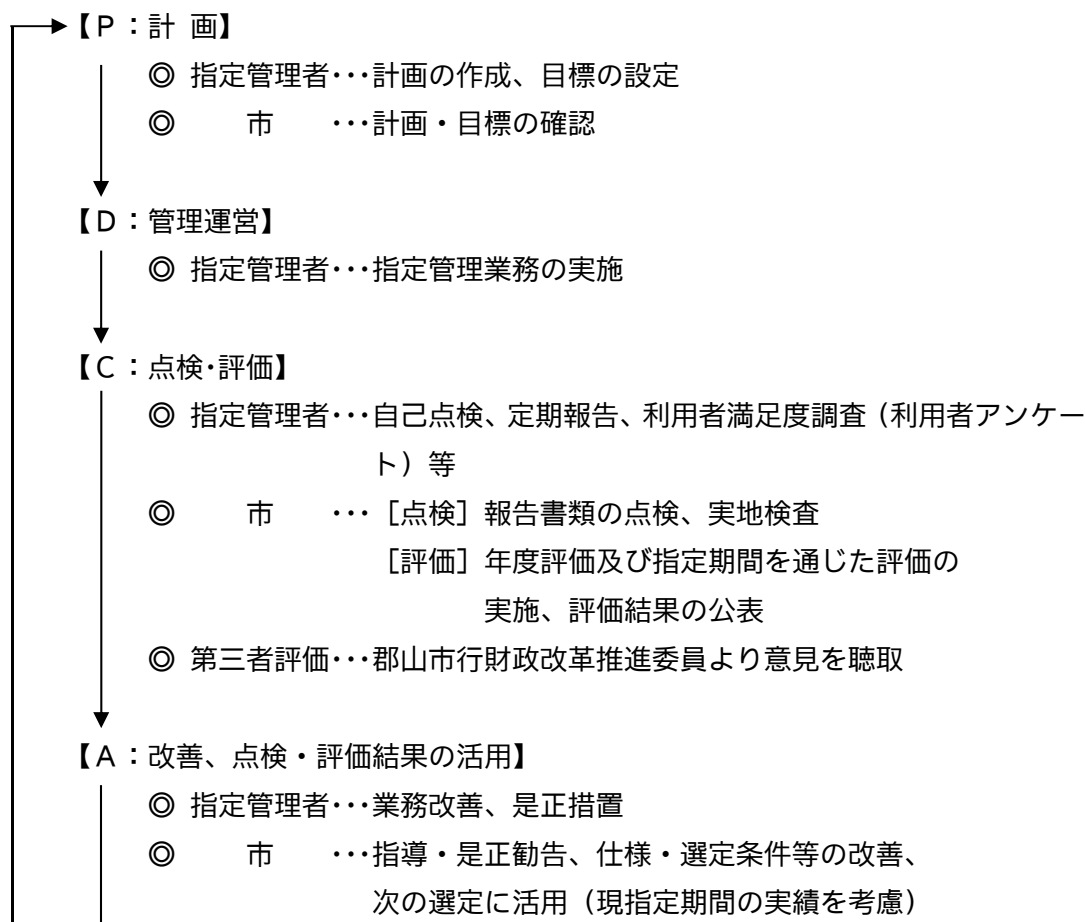 【P:計 画】
◎ 指定管理者･･･計画の作成、目標の設定
◎ 市 ･･･計画・目標の確認
【D:管理運営】
◎ 指定管理者･･･指定管理業務の実施
【C:点検･評価】
◎ 指定管理者･･･自己点検、定期報告、利用者満足度調査（利用者アンケー
ト）等
◎ 市 ･･･［点検］報告書類の点検、実地検査
［評価］年度評価及び指定期間を通じた評価の
実施、評価結果の公表
◎ 第三者評価･･･郡山市行財政改革推進委員より意見を聴取
【A:改善、点検・評価結果の活用】
◎ 指定管理者･･･業務改善、是正措置
◎ 市 ･･･指導・是正勧告、仕様・選定条件等の改善、
次の選定に活用（現指定期間の実績を考慮）